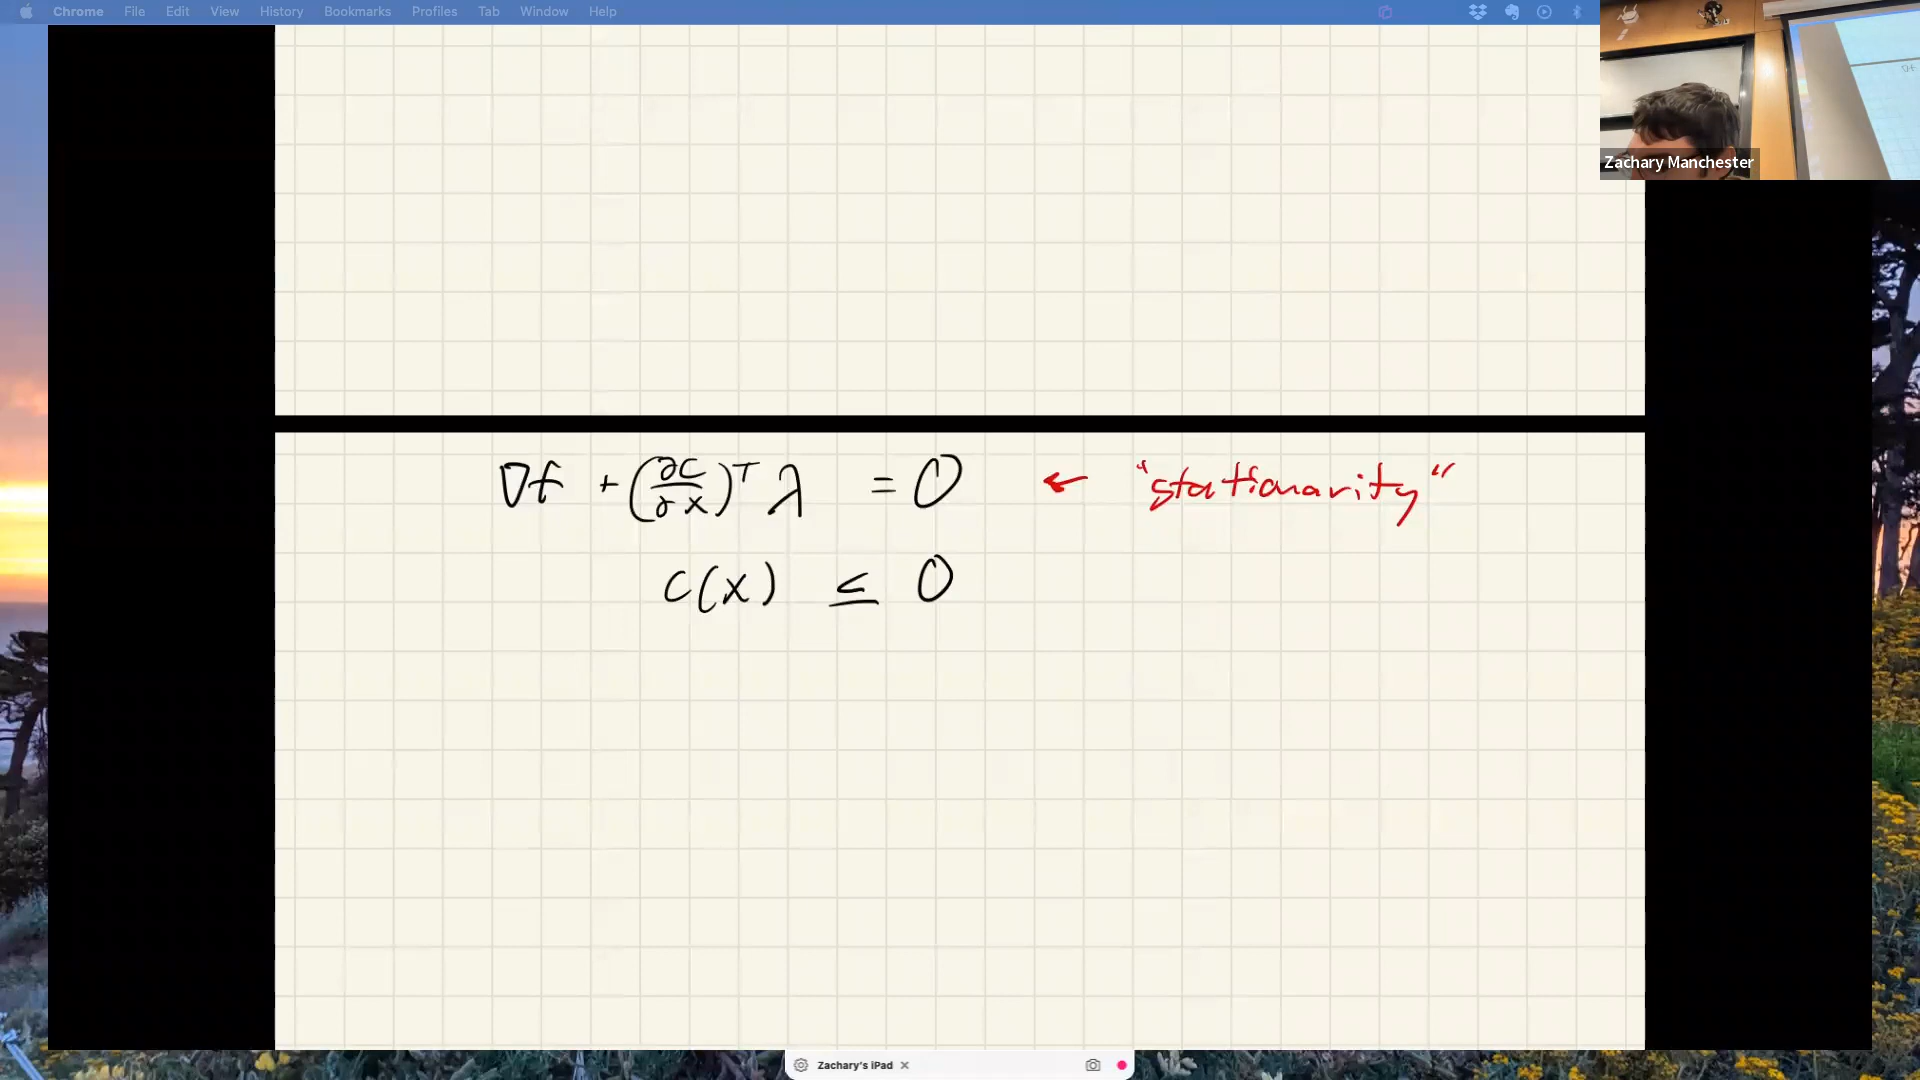 Chrome File Edit View History Bookmarks Profiles Tab Window Help
Zachary Manchester
∇f + (∂c/∂x)ᵀ λ = 0 ← "stationarity"
c(x) ≤ 0
Zachary's iPad